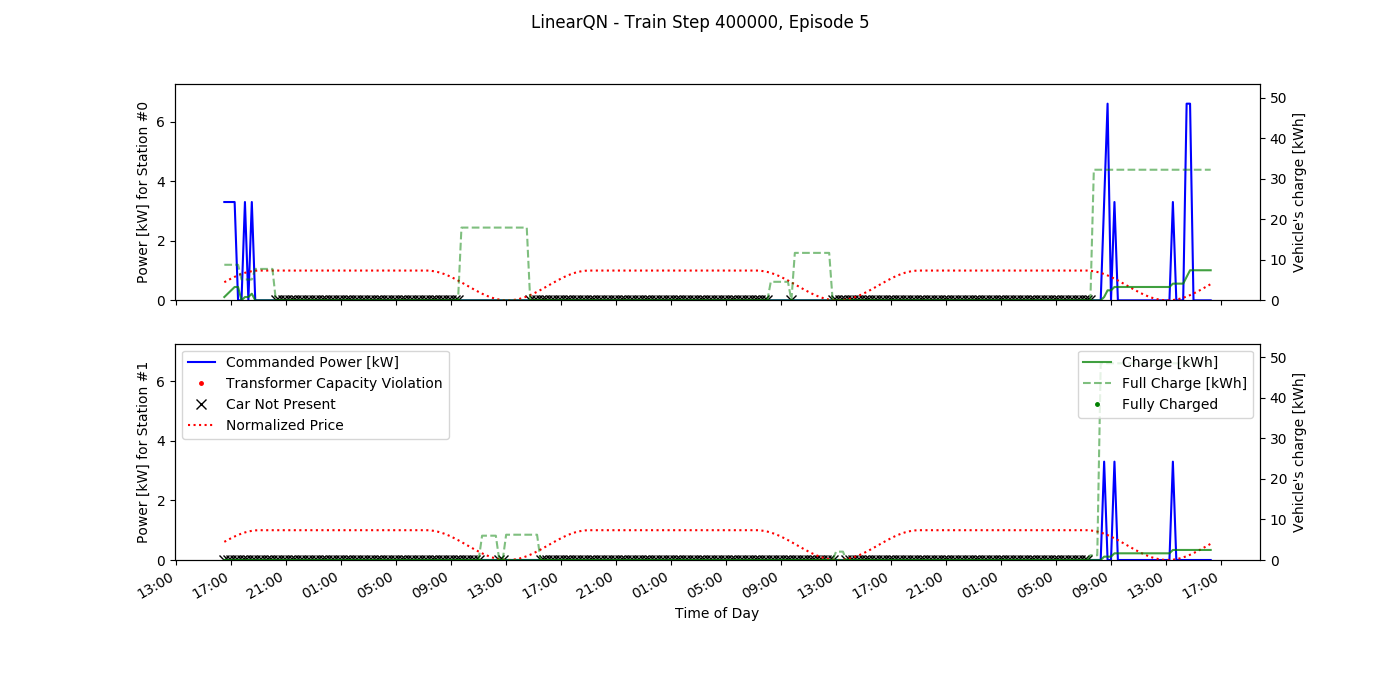 LinearQN - Train Step 400000, Episode 5
Power [kW] for Station #0
6
4
2
0
50
40
30
20
10
0
Vehicle's charge [kWh]
Power [kW] for Station #1
6
4
2
0
Commanded Power [kW]
Transformer Capacity Violation
Car Not Present
Normalized Price
Charge [kWh]
Full Charge [kWh]
Fully Charged
50
40
30
20
10
0
Vehicle's charge [kWh]
13:00 17:00 21:00 01:00 05:00 09:00 13:00 17:00 21:00 01:00 05:00 09:00 13:00 17:00 21:00 01:00 05:00 09:00 13:00 17:00
Time of Day